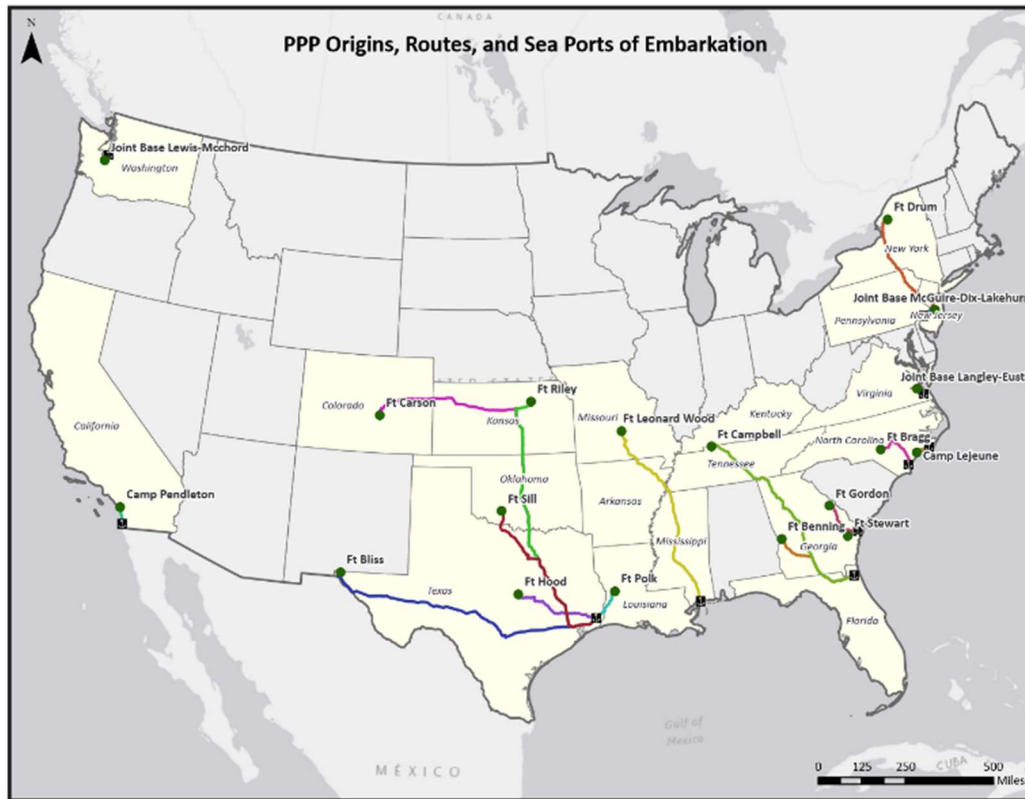 CANADA
N
PPP Origins, Routes, and Sea Ports of Embarkation
Joint Base Lewis-Mcchord
Washington
Ft Drum
New York
Joint Base McGuire-Dix-Lakehur
New Jersey
Pennsylvania
Joint Base Langley-Eust
Virginia
Ft Riley
Colorado
Ft Carson
Kansas
Missouri
Ft Leonard Wood
Kentucky
California
Ft Campbell
North Carolina
Ft Bragg
Camp Lejeune
Tennessee
Oklahoma
Camp Pendleton
Ft Sill
Arkansas
Ft Gordon
Ft Benning
Ft Stewart
Georgia
Mississippi
Ft Bliss
Texas
Ft Hood
Ft Polk
Louisiana
Florida
Gulf of
Mexico
MÉXICO
CUBA
0 125 250 500
Miles